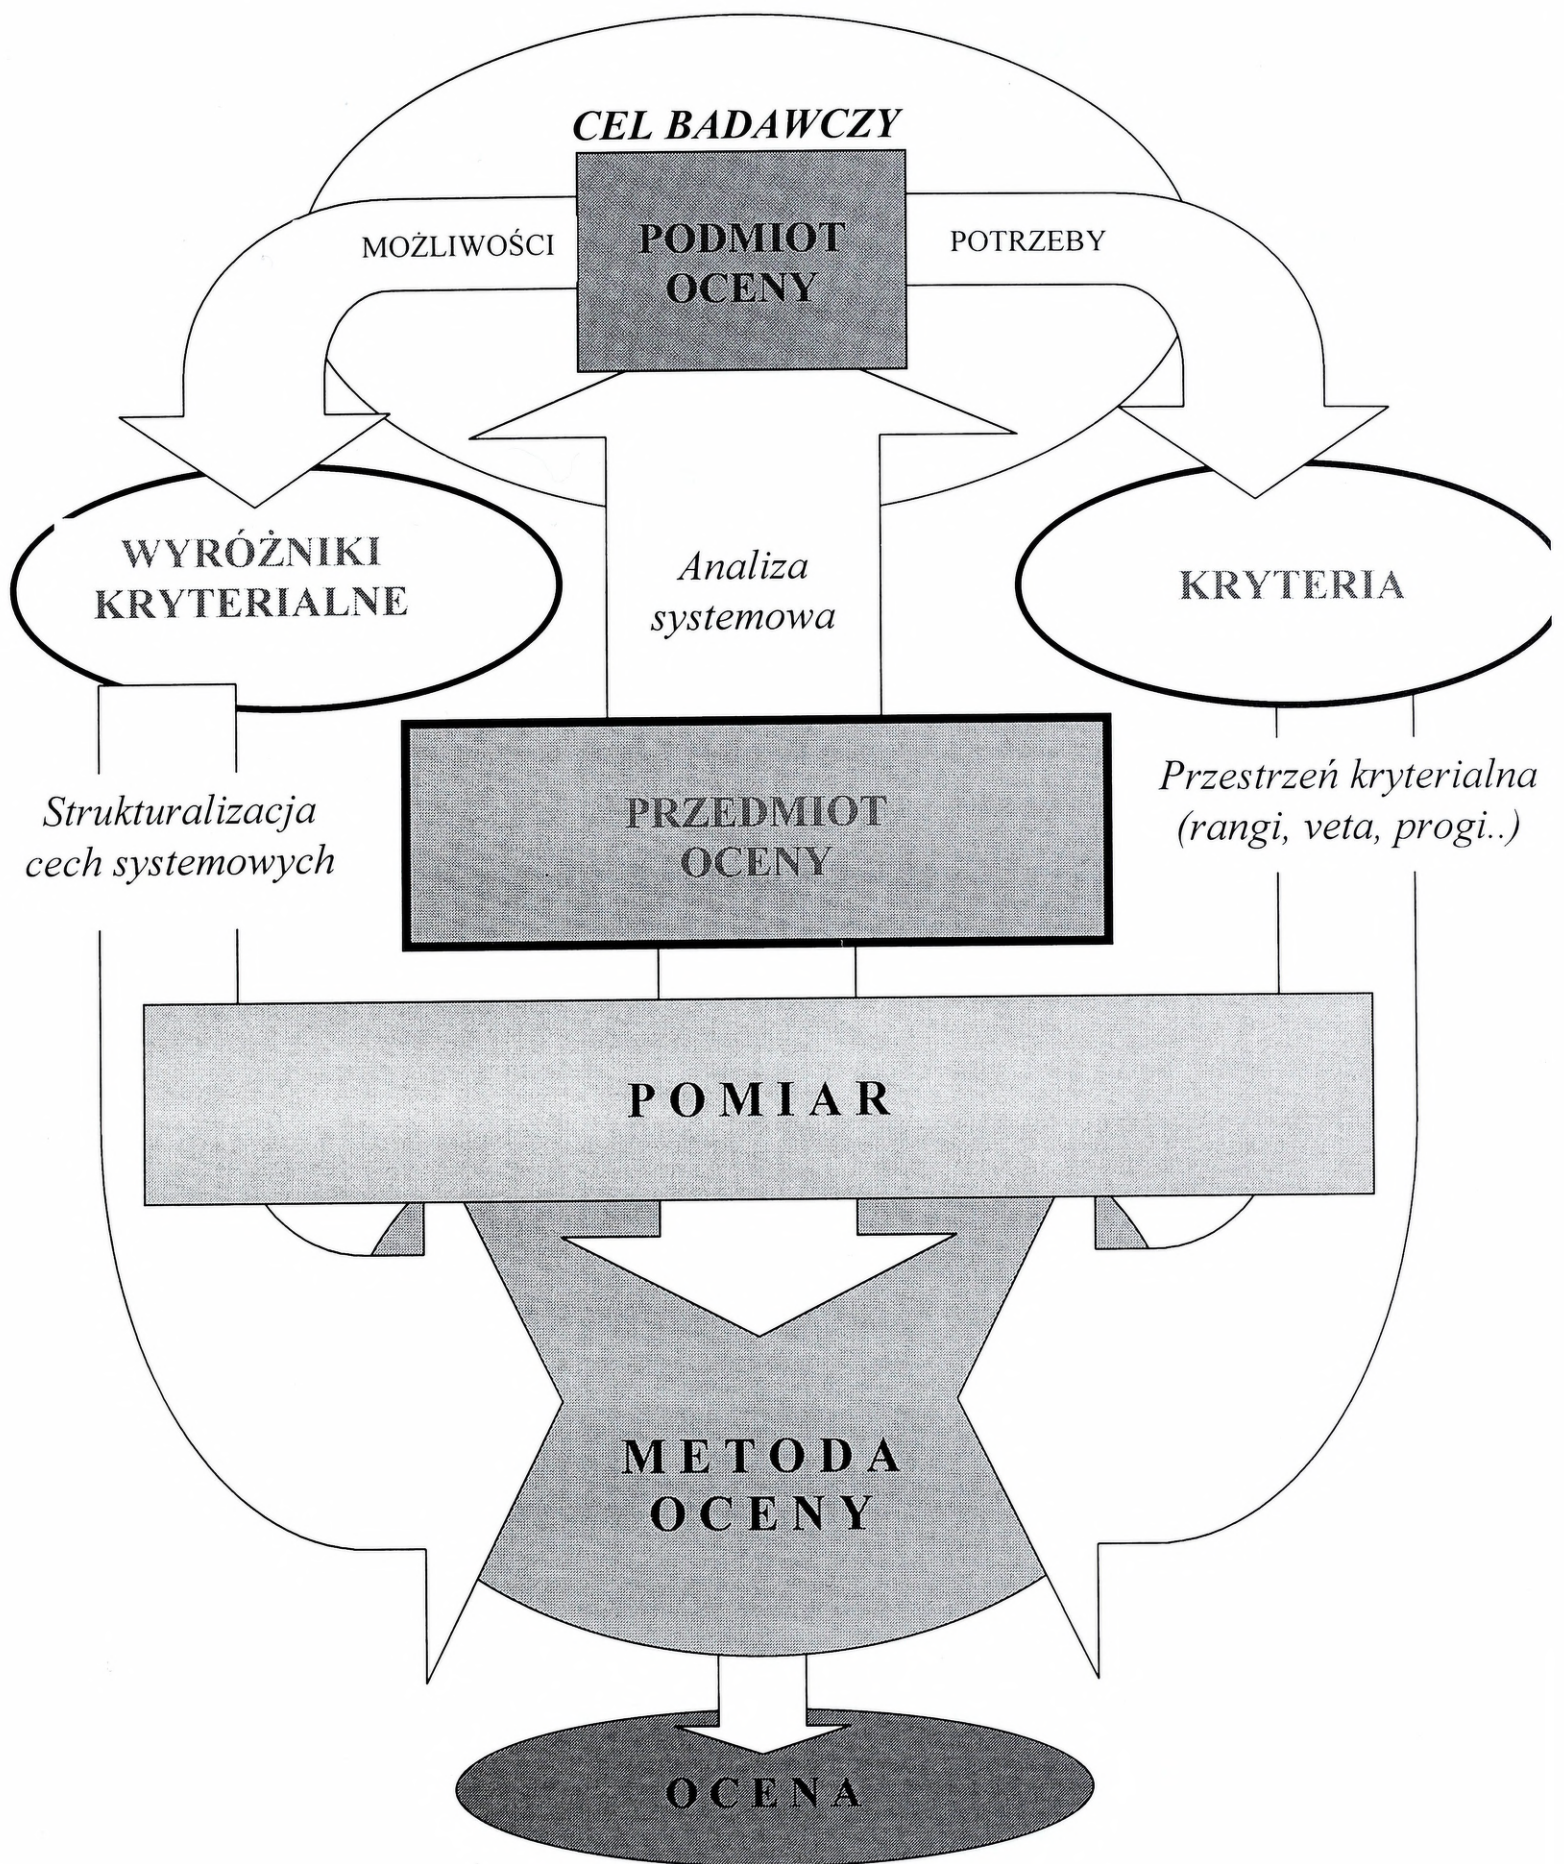 CEL BADAWCZY
MOŻLIWOŚCI
PODMIOT
OCENY
POTRZEBY
WYRÓŻNIKI
KRYTERIALNE
Analiza
systemowa
KRYTERIA
Strukturalizacja
cech systemowych
PRZEDMIOT
OCENY
Przestrzeń kryterialna
(rangi, veta, progi..)
POMIAR
METODA
OCENY
OCENA